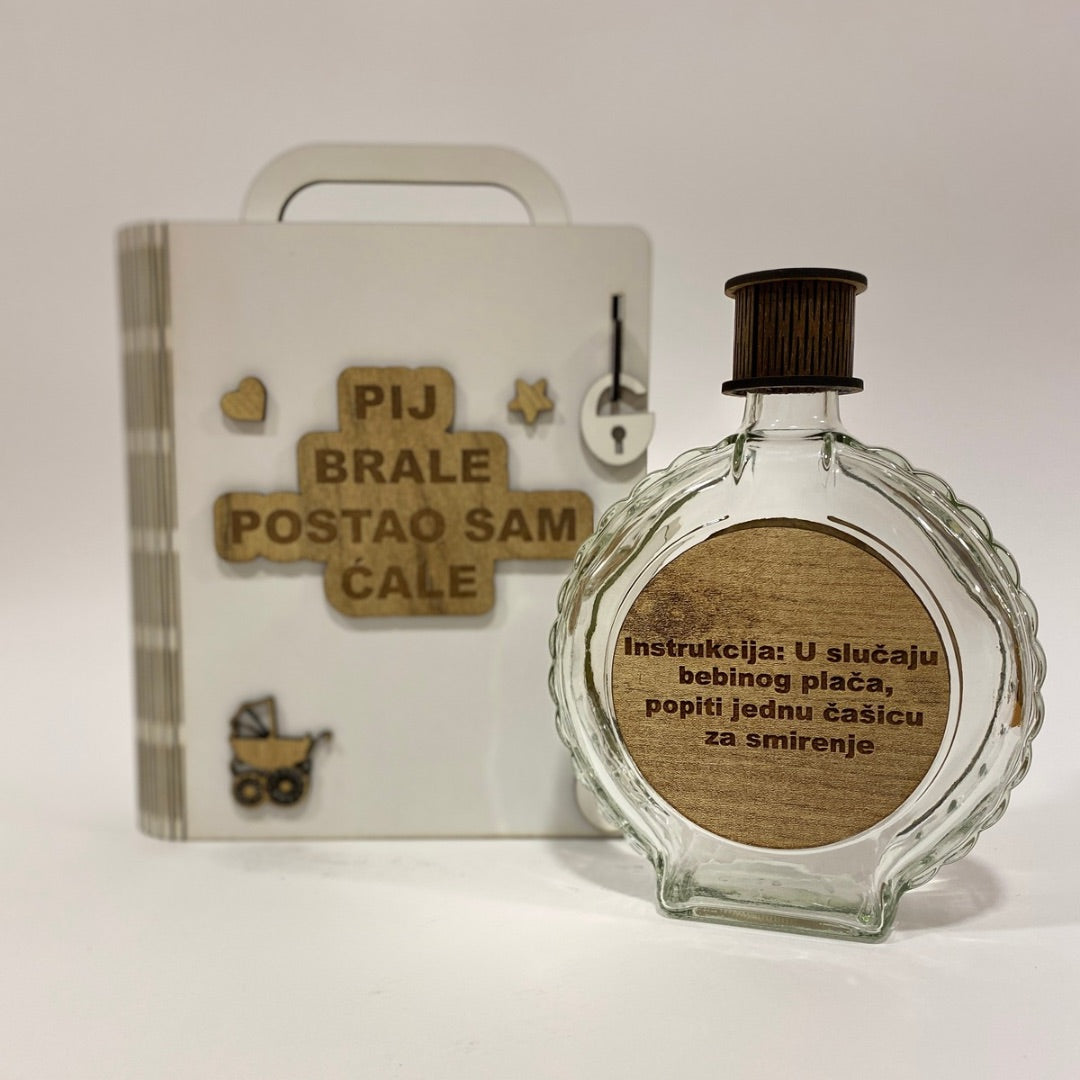 PIJ
BRALE
POSTAO SAM
ĆALE
Instrukcija: U slučaju
bebinog plača,
popiti jednu čašicu
za smirenje